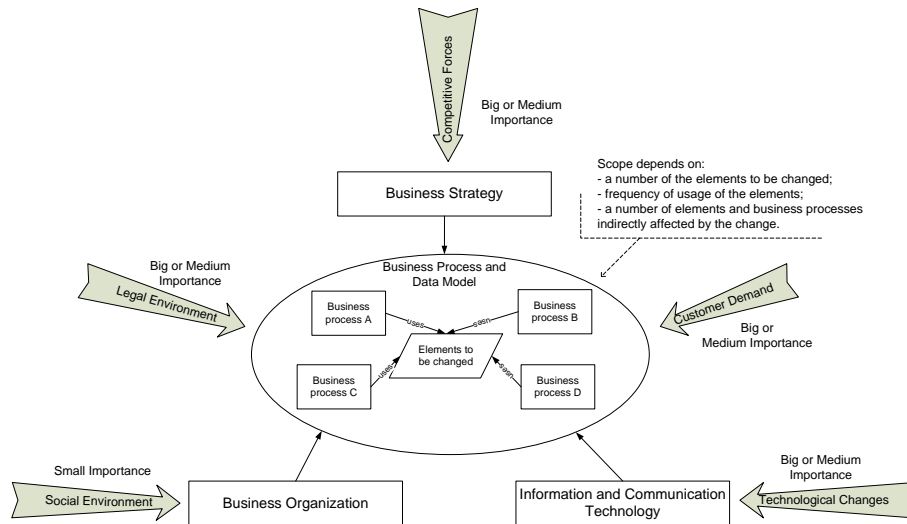 Competitive Forces
Big or Medium
Importance
Scope depends on:
- a number of the elements to be changed;
- frequency of usage of the elements;
- a number of elements and business processes
indirectly affected by the change.
Business Strategy
Big or Medium
Importance
Legal Environment
Business Process and
Data Model
Customer Demand
Big or
Medium Importance
Business
process A
uses
Business
process B
uses
Elements to
be changed
Business
process C
uses
Business
process D
uses
Small Importance
Social Environment
Business Organization
Information and Communication
Technology
Big or Medium
Importance
Technological Changes